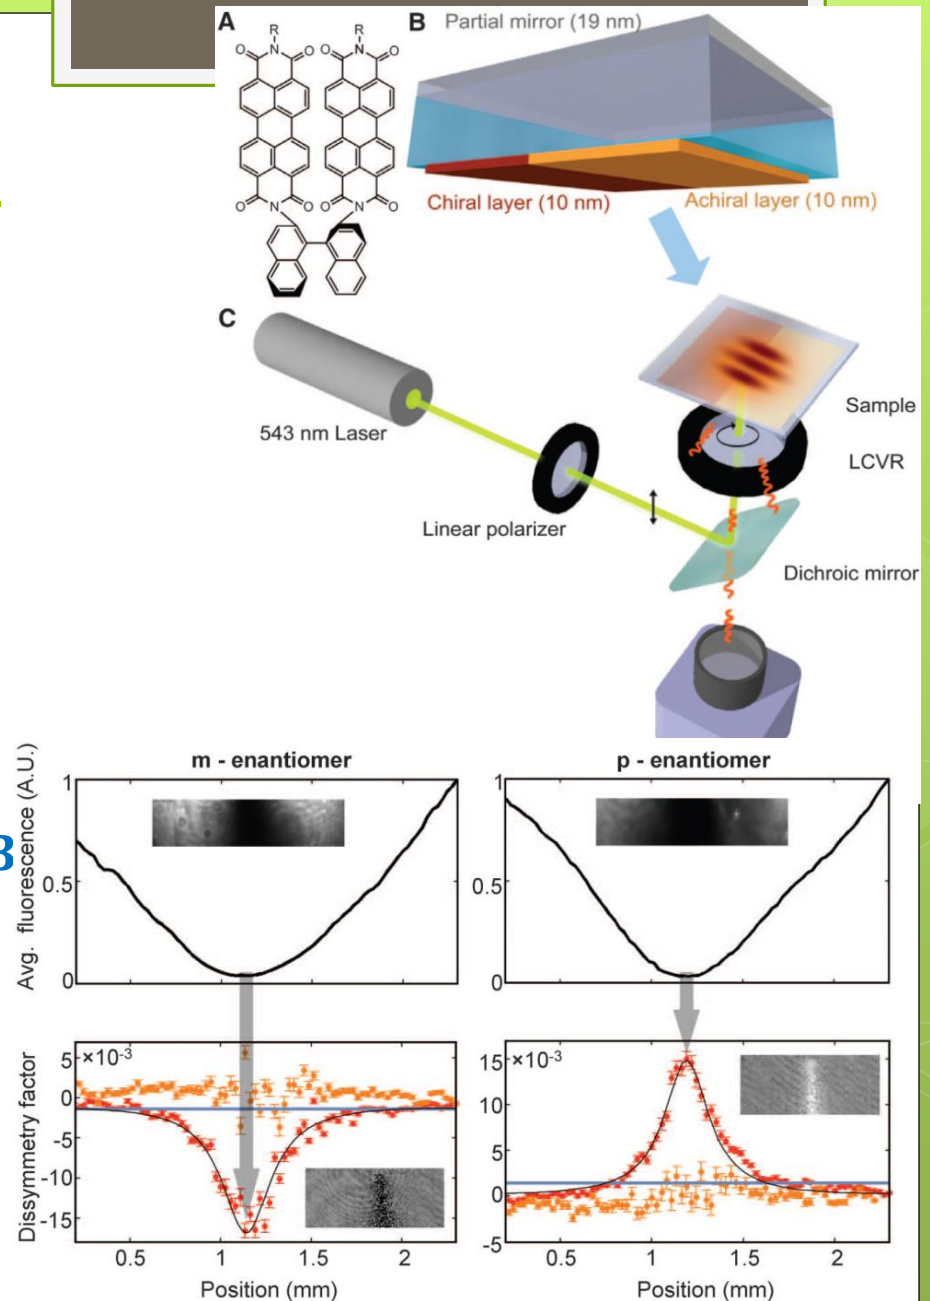 A
B
Partial mirror (19 nm)
R
R
O
N
O
O
N
O
O
N
O
O
N
O
Chiral layer (10 nm)
Achiral layer (10 nm)
C
543 nm Laser
Linear polarizer
Sample
LCVR
Dichroic mirror
3
m - enantiomer
p - enantiomer
Avg. fluorescence (A.U.)
1
0.5
0
1
0.5
0
Dissymmetry factor
×10-3
5
0
-5
-10
-15
×10-3
15
10
5
0
-5
0.5
1
1.5
2
0.5
1
1.5
2
Position (mm)
Position (mm)